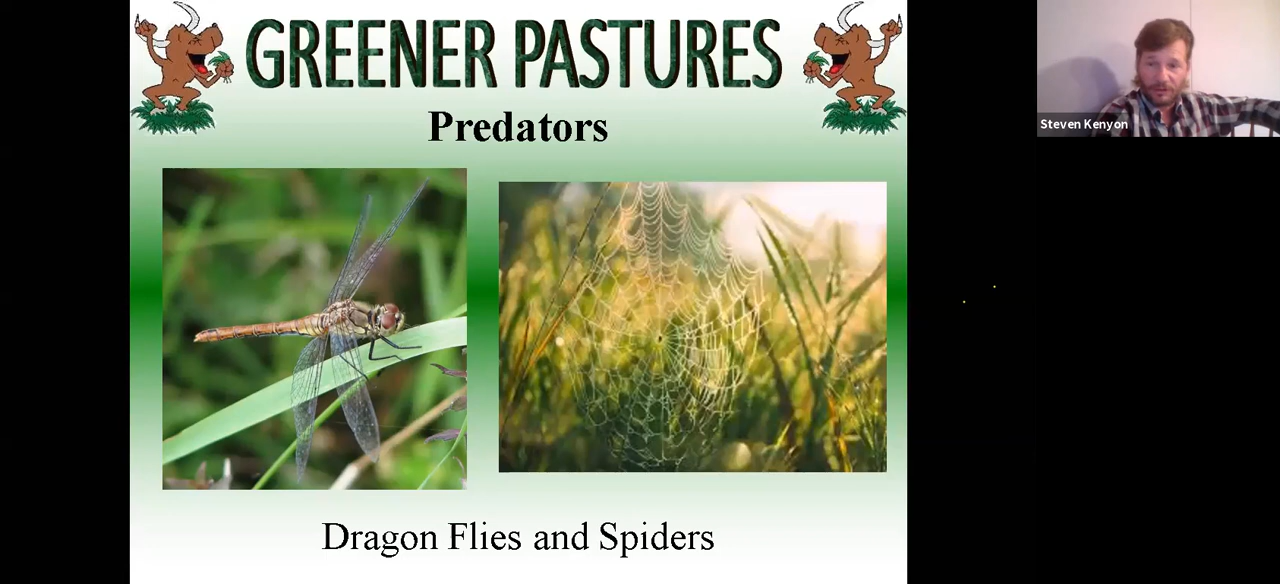 GREENER PASTURES
Predators
Steven Kenyon
Dragon Flies and Spiders